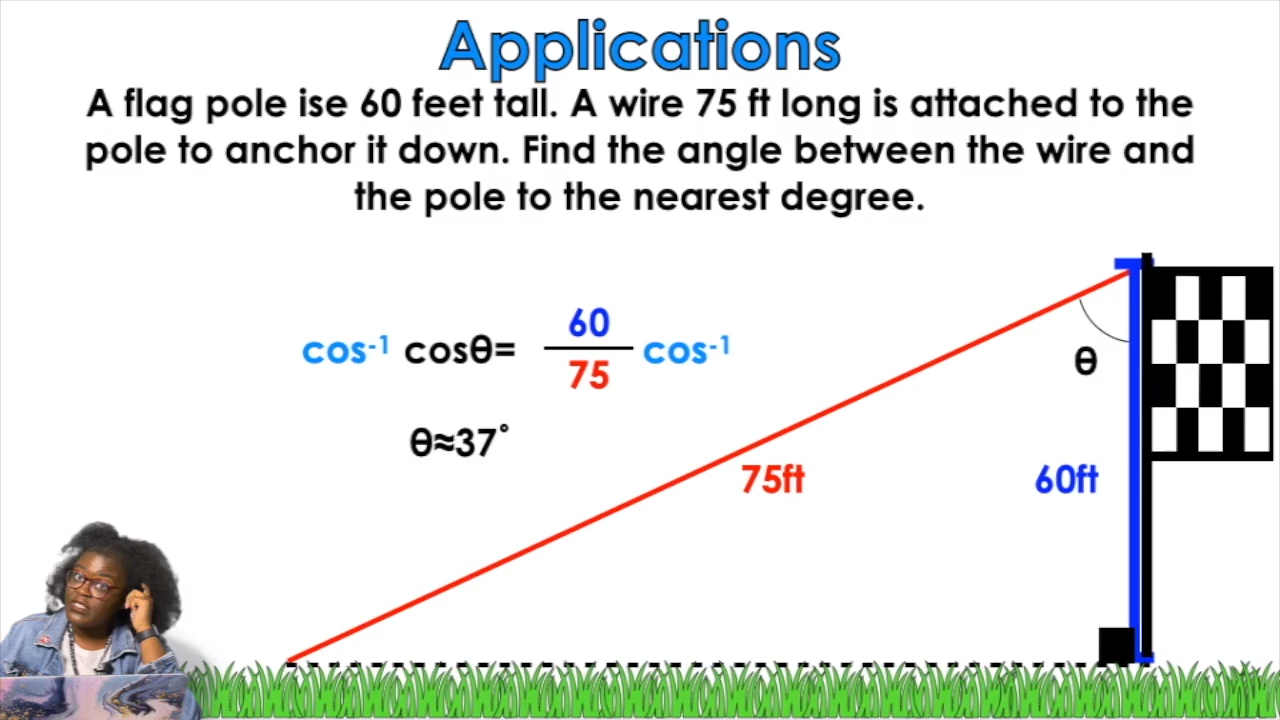 Applications
A flag pole ise 60 feet tall. A wire 75 ft long is attached to the
pole to anchor it down. Find the angle between the wire and
the pole to the nearest degree.
cos-1 cosθ= 60/75 cos-1
θ≈37°
θ
75ft
60ft